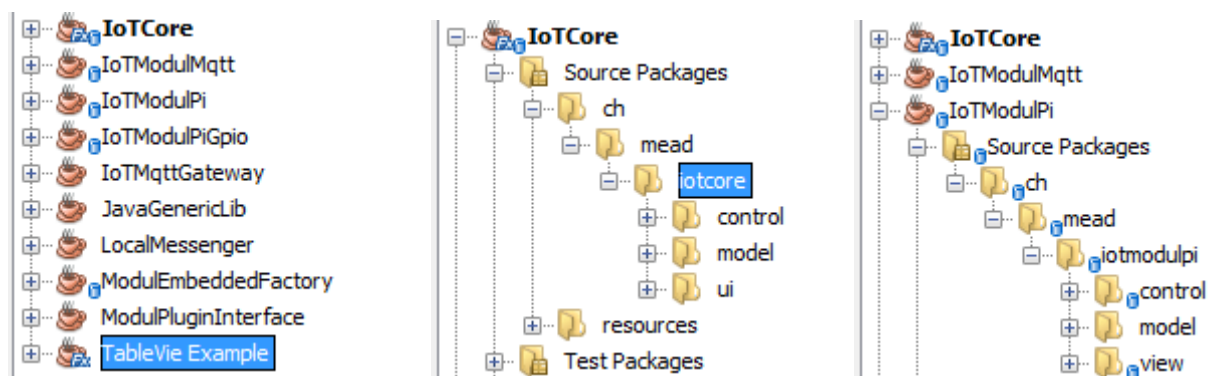 IoTCore
IoTModulMqtt
IoTModulPi
IoTModulPiGpio
IoTMqttGateway
JavaGenericLib
LocalMessenger
ModulEmbeddedFactory
ModulPluginInterface
TableVie Example
IoTCore
Source Packages
ch
mead
iotcore
control
model
ui
resources
Test Packages
IoTCore
IoTModulMqtt
IoTModulPi
Source Packages
ch
mead
iotmodulpi
control
model
view